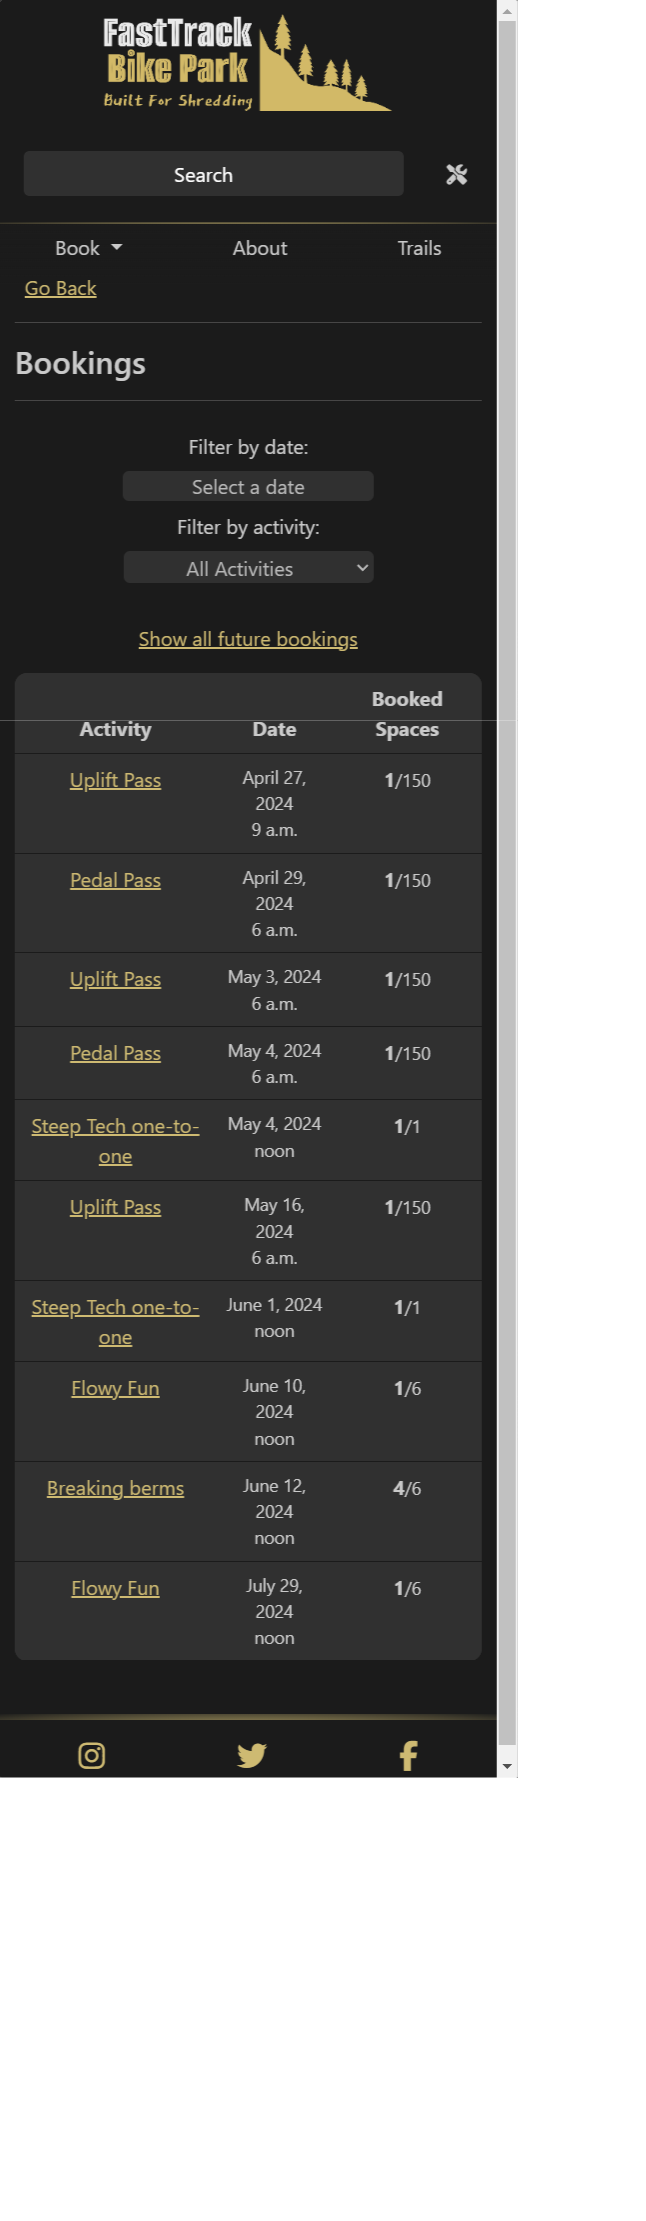 FastTrack
Bike Park
Built For Shredding
Search
Book About Trails
Go Back
Bookings
Filter by date:
Select a date
Filter by activity:
All Activities
Show all future bookings
Activity Date Booked Spaces
Uplift Pass April 27, 2024 9 a.m. 1/150
Pedal Pass April 29, 2024 6 a.m. 1/150
Uplift Pass May 3, 2024 6 a.m. 1/150
Pedal Pass May 4, 2024 6 a.m. 1/150
Steep Tech one-to-one May 4, 2024 noon 1/1
Uplift Pass May 16, 2024 6 a.m. 1/150
Steep Tech one-to-one June 1, 2024 noon 1/1
Flowy Fun June 10, 2024 noon 1/6
Breaking berms June 12, 2024 noon 4/6
Flowy Fun July 29, 2024 noon 1/6